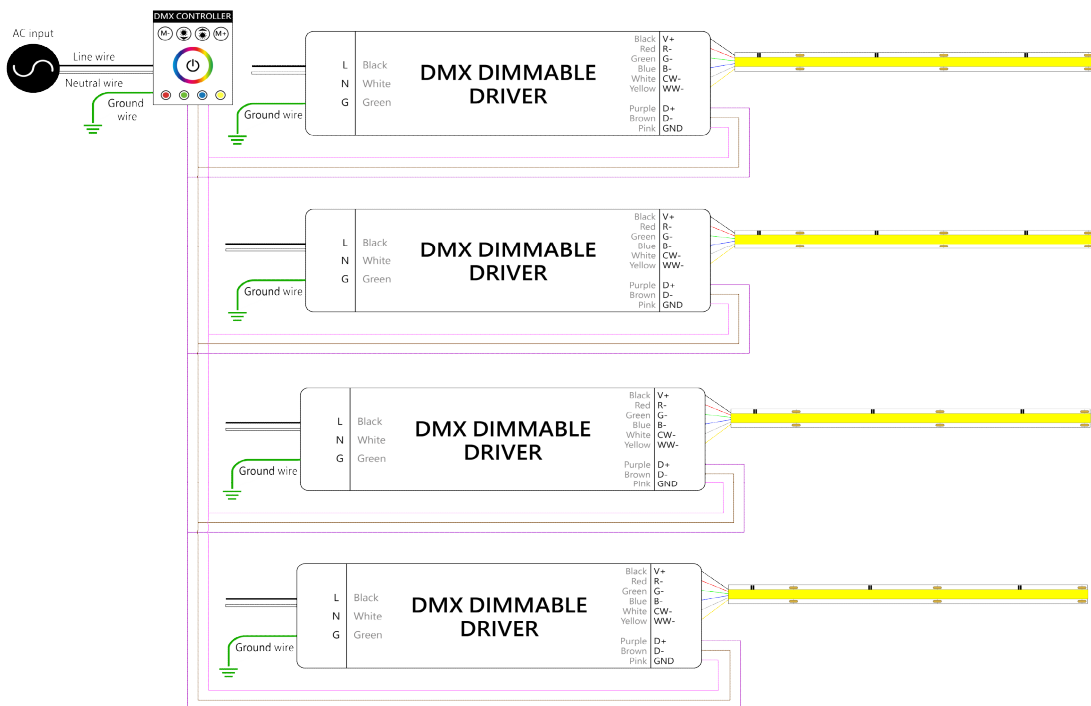 DMX CONTROLLER
M- M+
AC input
Line wire
Neutral wire
Ground
wire
L Black
N White
G Green
Ground wire
DMX DIMMABLE
DRIVER
Black V+
Red R-
Green G-
Blue B-
White CW-
Yellow WW-
Purple D+
Brown D-
Pink GND
L Black
N White
G Green
Ground wire
DMX DIMMABLE
DRIVER
Black V+
Red R-
Green G-
Blue B-
White CW-
Yellow WW-
Purple D+
Brown D-
Pink GND
L Black
N White
G Green
Ground wire
DMX DIMMABLE
DRIVER
Black V+
Red R-
Green G-
Blue B-
White CW-
Yellow WW-
Purple D+
Brown D-
Pink GND
L Black
N White
G Green
Ground wire
DMX DIMMABLE
DRIVER
Black V+
Red R-
Green G-
Blue B-
White CW-
Yellow WW-
Purple D+
Brown D-
Pink GND